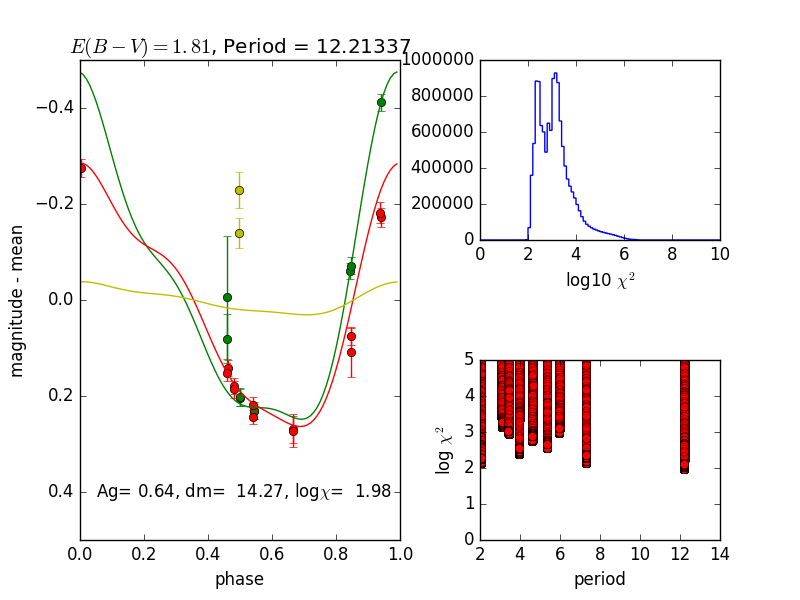 E(B − V) = 1.81, Period = 12.21337
magnitude - mean
−0.4
−0.2
0.0
0.2
0.4
Ag= 0.64, dm= 14.27, logχ= 1.98
0.0 0.2 0.4 0.6 0.8 1.0
phase
1000000
800000
600000
400000
200000
0
0 2 4 6 8 10
log10 χ²
log χ²
5
4
3
2
1
0
2 4 6 8 10 12 14
period